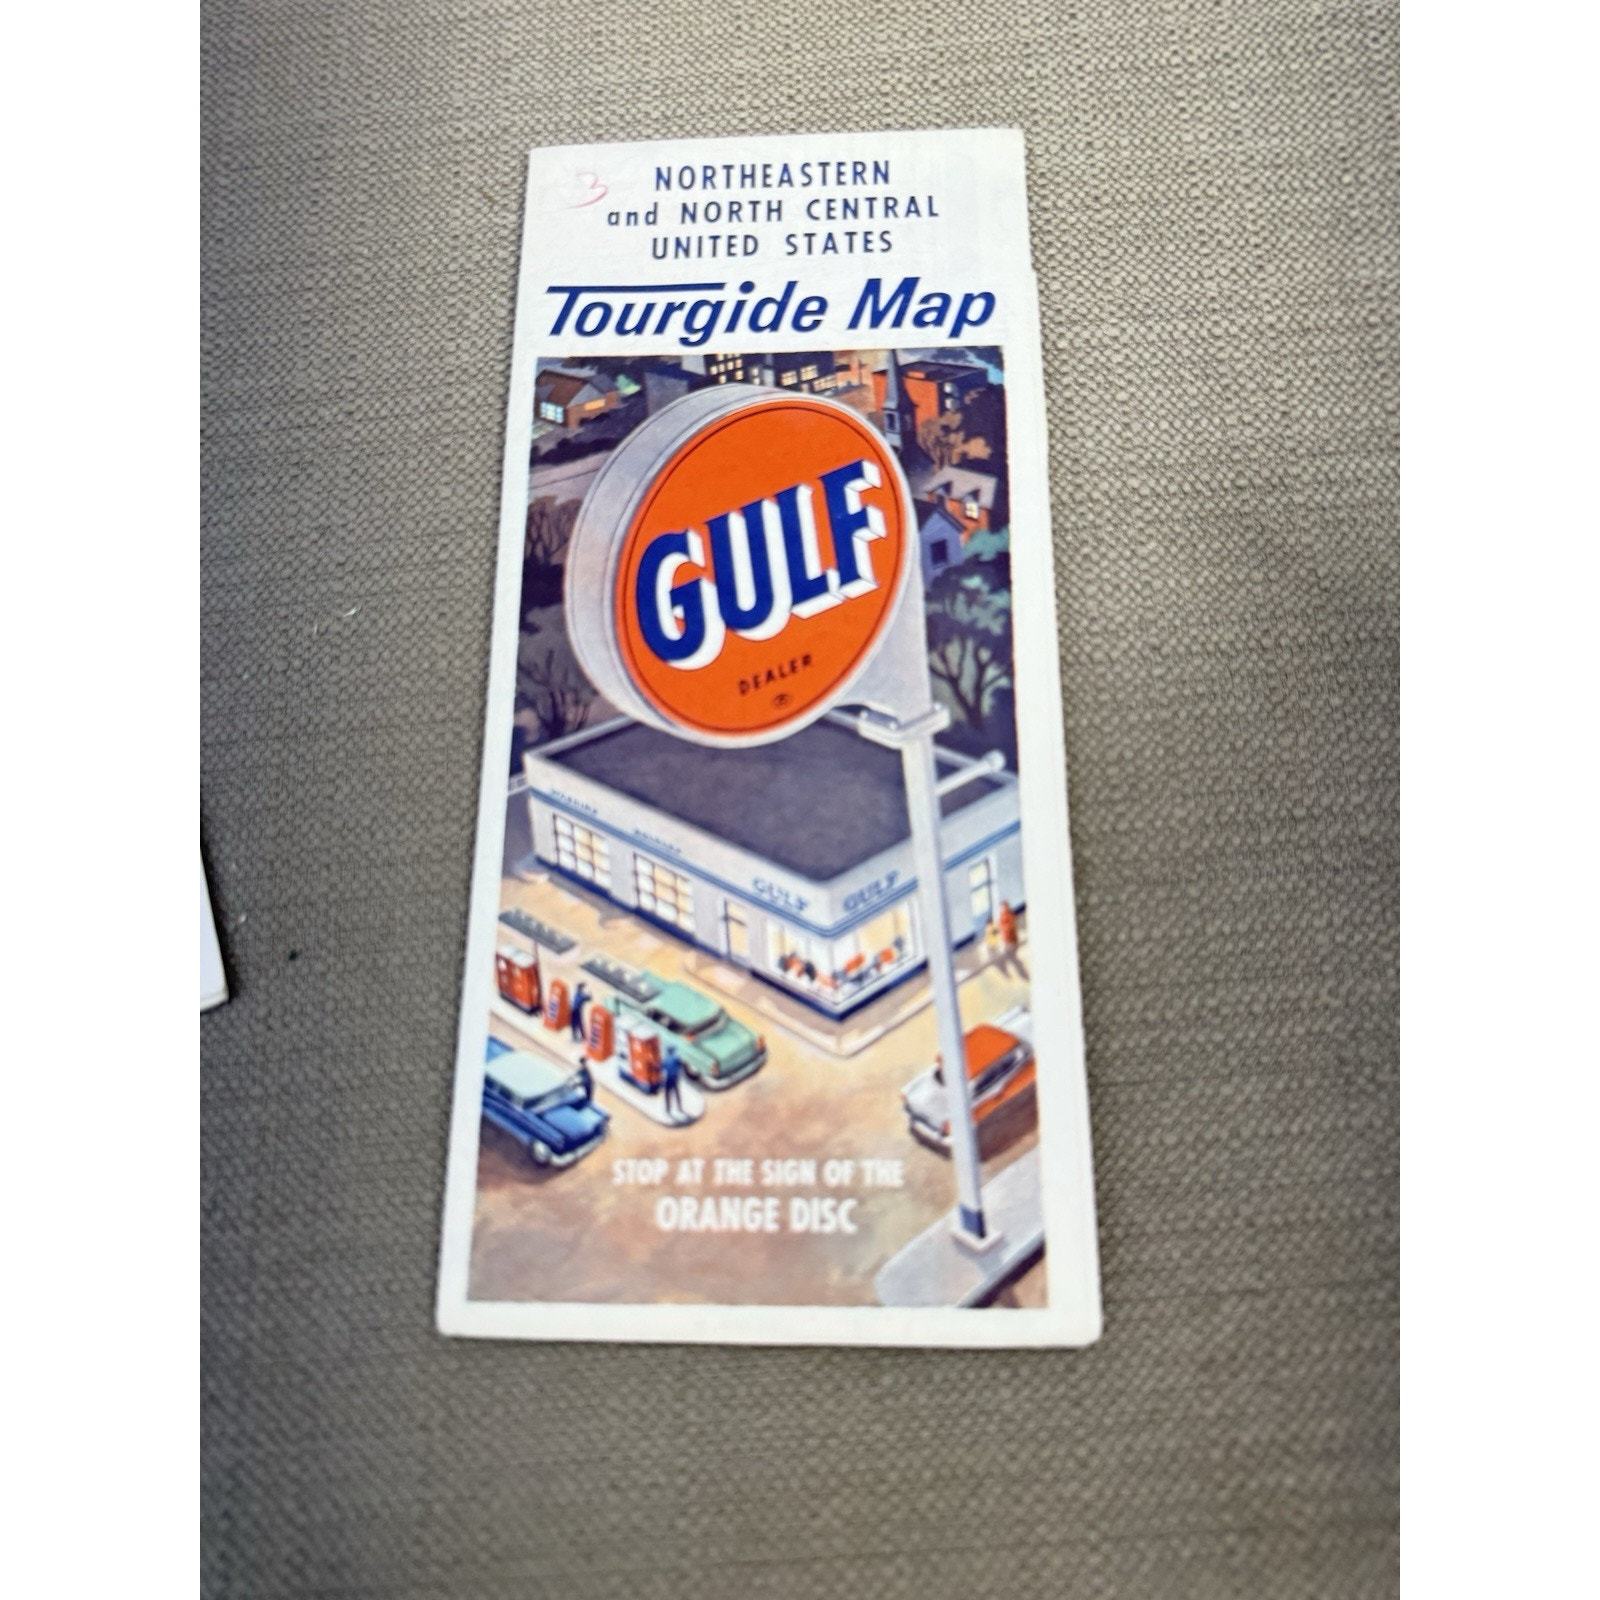 3
NORTHEASTERN
and NORTH CENTRAL
UNITED STATES
Tourgide Map
GULF
DEALER
GULF
GULF
STOP AT THE SIGN OF THE
ORANGE DISC